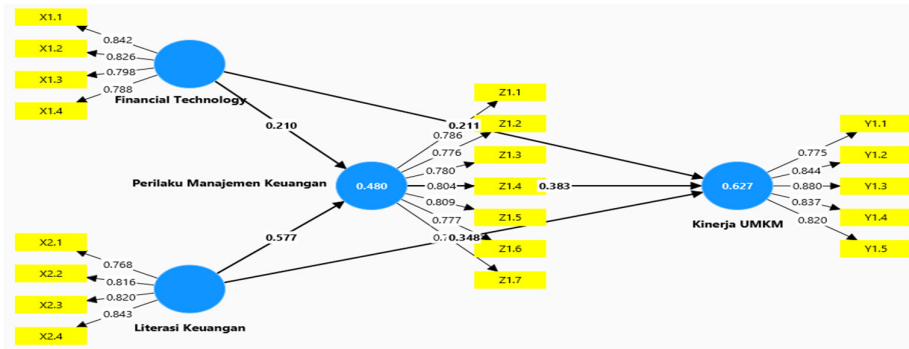 X1.1
X1.2
X1.3
X1.4
0.842
0.826
0.798
0.788
Financial Technology
0.210
0.211
Z1.1
Z1.2
Z1.3
Z1.4
Z1.5
Z1.6
Z1.7
0.786
0.776
0.780
0.804
0.809
0.777
Perilaku Manajemen Keuangan
0.480
0.383
0.348
0.577
X2.1
X2.2
X2.3
X2.4
0.768
0.816
0.820
0.843
Literasi Keuangan
0.627
Kinerja UMKM
0.775
0.844
0.880
0.837
0.820
Y1.1
Y1.2
Y1.3
Y1.4
Y1.5